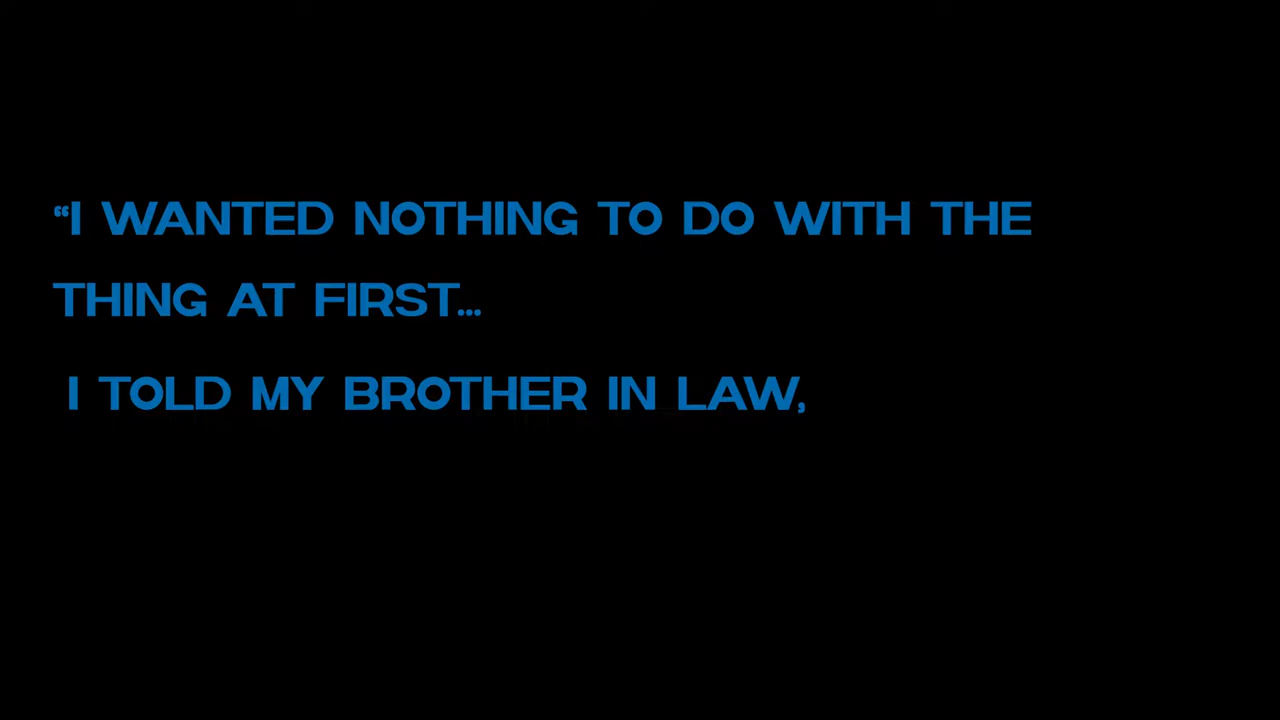 “I WANTED NOTHING TO DO WITH THE
THING AT FIRST...
I TOLD MY BROTHER IN LAW,